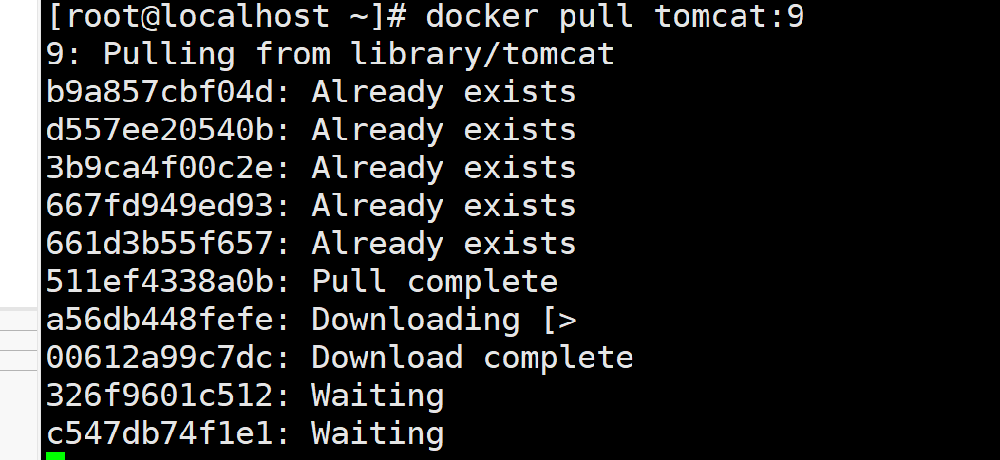 [root@localhost ~]# docker pull tomcat:9
9: Pulling from library/tomcat
b9a857cbf04d: Already exists
d557ee20540b: Already exists
3b9ca4f00c2e: Already exists
667fd949ed93: Already exists
661d3b55f657: Already exists
511ef4338a0b: Pull complete
a56db448fefe: Downloading [>
00612a99c7dc: Download complete
326f9601c512: Waiting
c547db74f1e1: Waiting